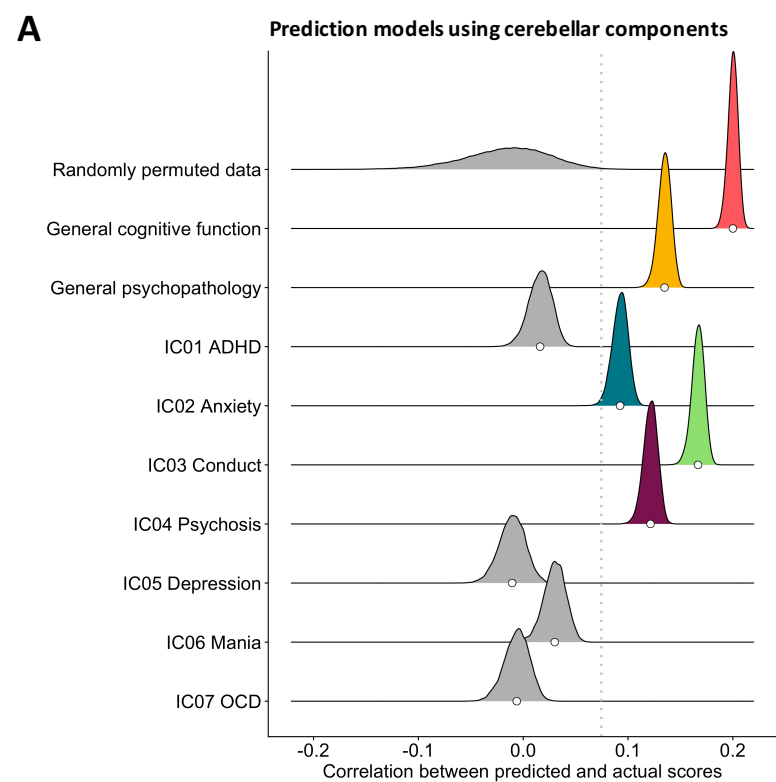 A
Prediction models using cerebellar components
Randomly permuted data
General cognitive function
General psychopathology
IC01 ADHD
IC02 Anxiety
IC03 Conduct
IC04 Psychosis
IC05 Depression
IC06 Mania
IC07 OCD
-0.2 -0.1 0.0 0.1 0.2
Correlation between predicted and actual scores